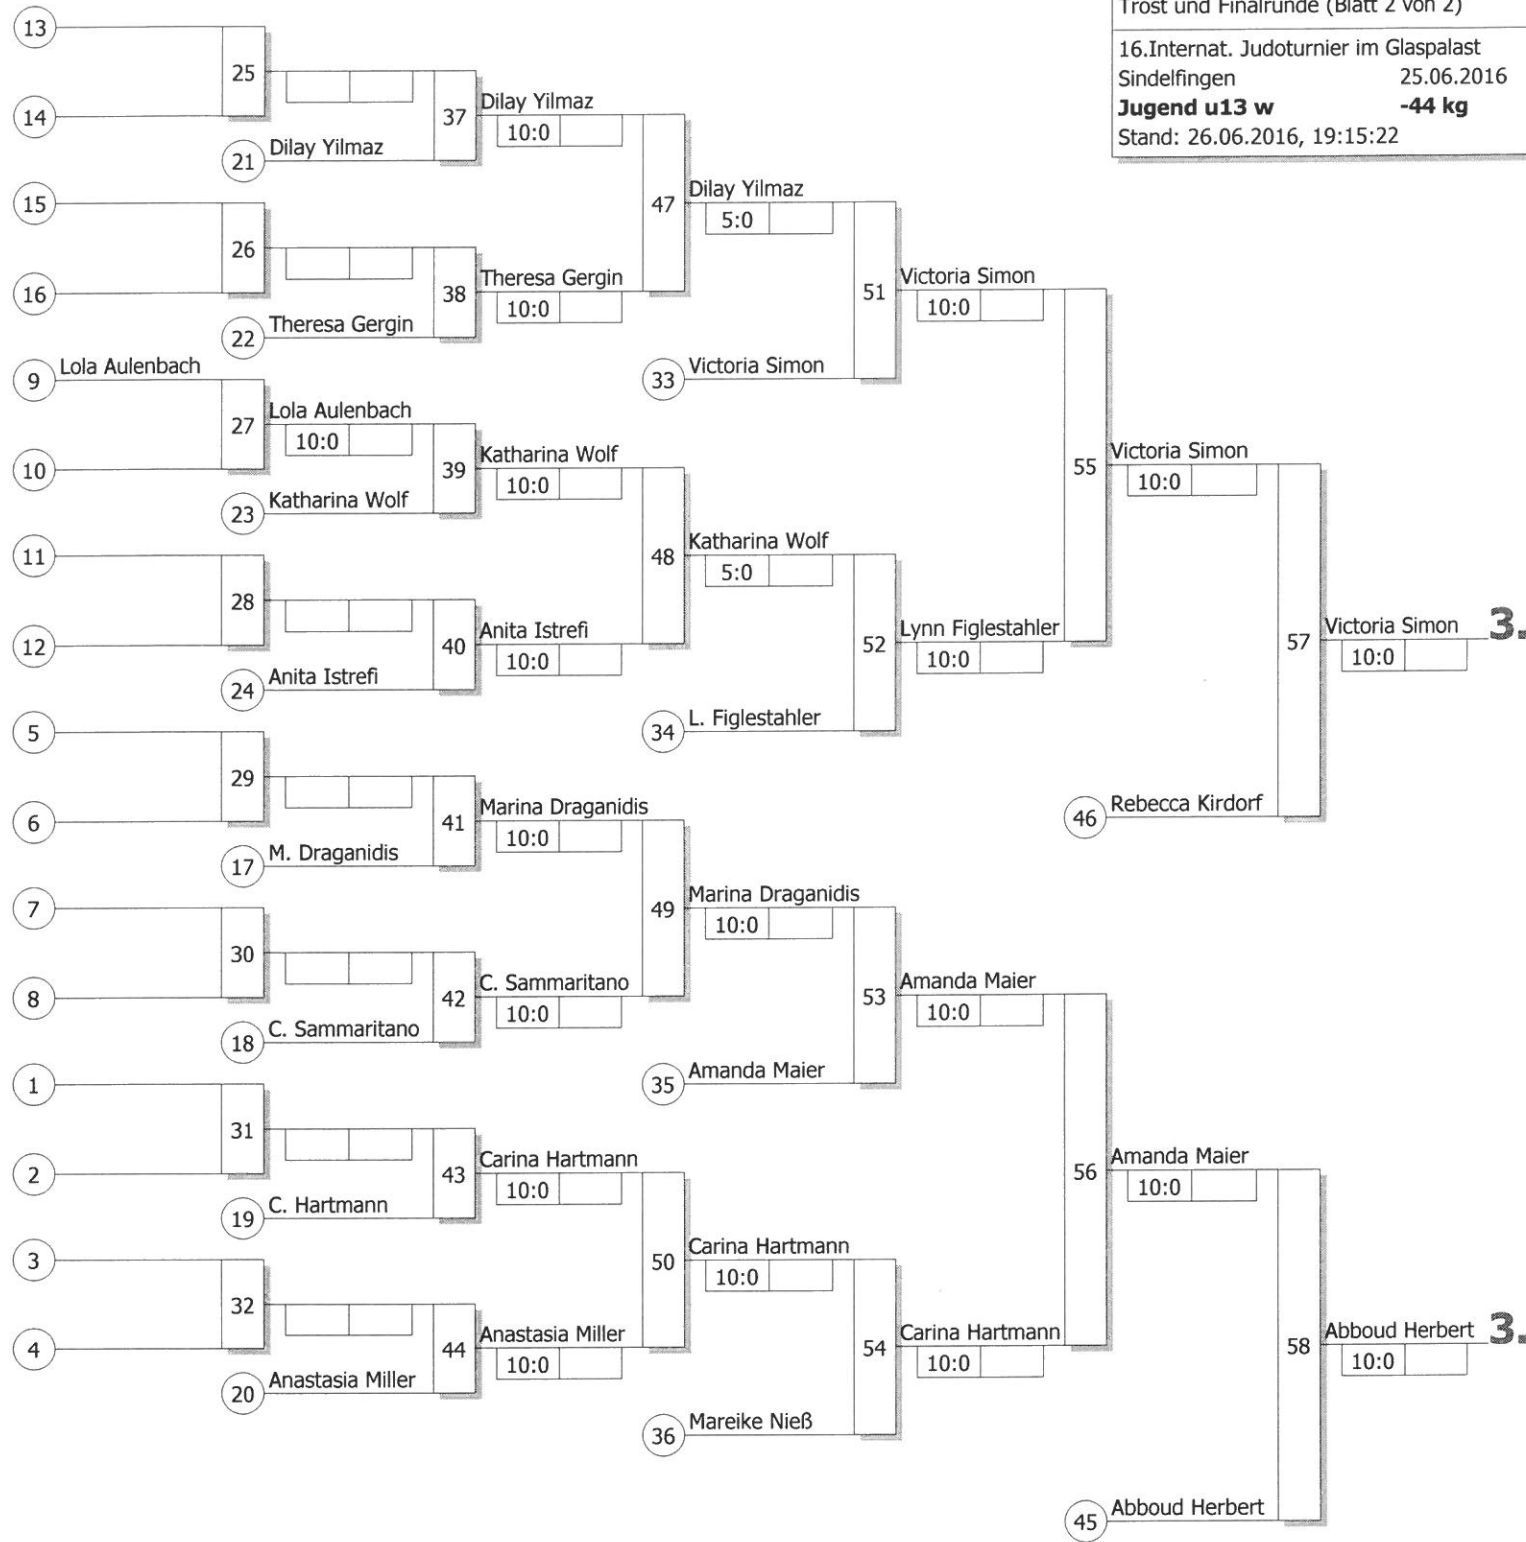 Trost und Finalrunde (Blatt 2 von 2)
16.Internat. Judoturnier im Glaspalast
Sindelfingen 25.06.2016
Jugend u13 w -44 kg
Stand: 26.06.2016, 19:15:22
13
25
14
37
Dilay Yilmaz
10:0
21 Dilay Yilmaz
15
26
16
38
Theresa Gergin
10:0
22 Theresa Gergin
47
Dilay Yilmaz
5:0
9 Lola Aulenbach
27
10
Lola Aulenbach
10:0
39
Katharina Wolf
10:0
23 Katharina Wolf
11
28
12
40
Anita Istrefi
10:0
24 Anita Istrefi
48
Katharina Wolf
5:0
51
Victoria Simon
10:0
33 Victoria Simon
52
Lynn Figlestahler
10:0
34 L. Figlestahler
55
Victoria Simon
10:0
57
Victoria Simon 3.
10:0
46 Rebecca Kirdorf
5
29
6
41
Marina Draganidis
10:0
17 M. Draganidis
7
30
8
42
C. Sammaritano
10:0
18 C. Sammaritano
49
Marina Draganidis
10:0
53
Amanda Maier
10:0
35 Amanda Maier
1
31
2
43
Carina Hartmann
10:0
19 C. Hartmann
3
32
4
44
Anastasia Miller
10:0
20 Anastasia Miller
50
Carina Hartmann
10:0
54
Carina Hartmann
10:0
36 Mareike Nieß
56
Amanda Maier
10:0
58
Abboud Herbert 3.
10:0
45 Abboud Herbert